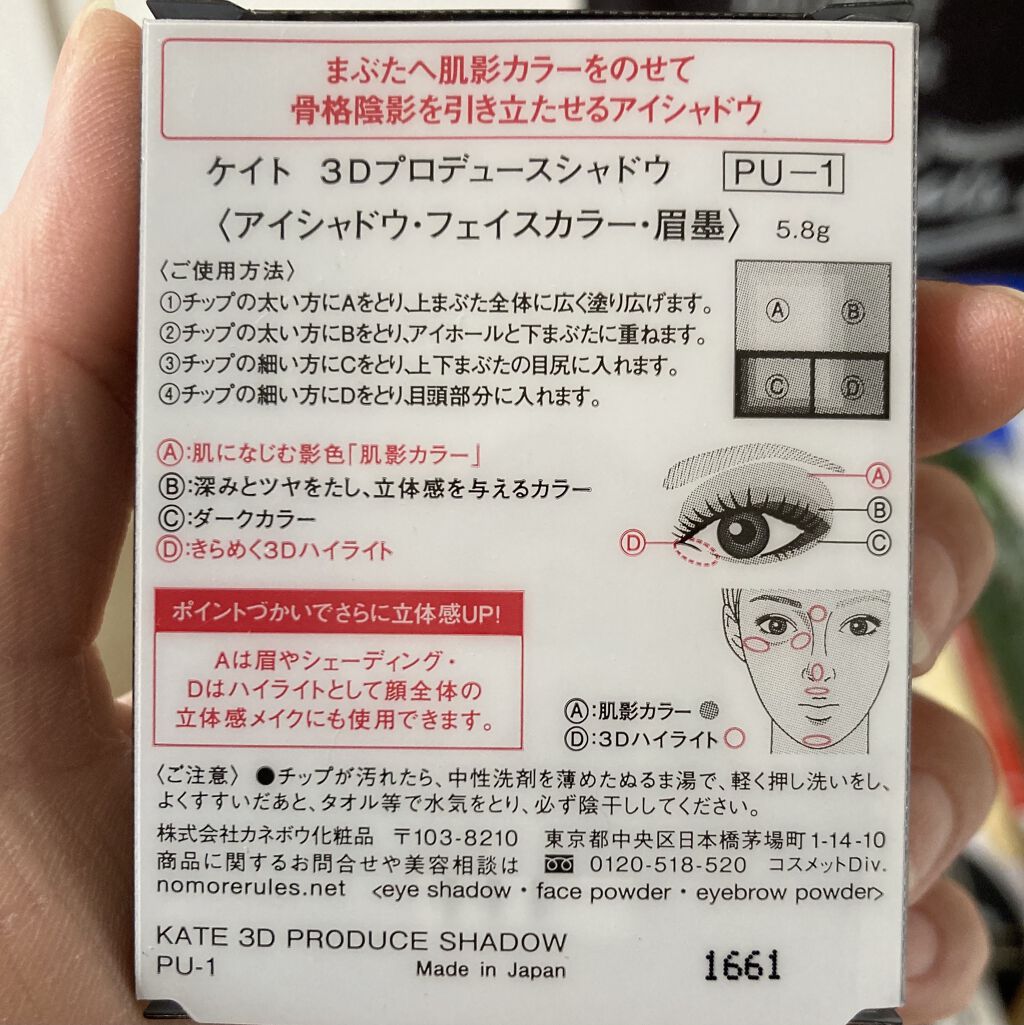 まぶたへ肌影カラーをのせて
骨格陰影を引き立たせるアイシャドウ
ケイト 3Dプロデュースシャドウ PU-1
〈アイシャドウ・フェイスカラー・眉墨〉 5.8g
〈ご使用方法〉
①チップの太い方にAをとり、上まぶた全体に広く塗り広げます。
②チップの太い方にBをとり、アイホールと下まぶたに重ねます。
③チップの細い方にCをとり、上下まぶたの目尻に入れます。
④チップの細い方にDをとり、目頭部分に入れます。
Ⓐ Ⓑ
Ⓒ Ⓓ
Ⓐ:肌になじむ影色「肌影カラー」
Ⓑ:深みとツヤをたし、立体感を与えるカラー
Ⓒ:ダークカラー
Ⓓ:きらめく3Dハイライト
Ⓐ
Ⓑ
Ⓒ
Ⓓ
ポイントづかいでさらに立体感UP!
Aは眉やシェーディング・
Dはハイライトとして顔全体の
立体感メイクにも使用できます。
Ⓐ:肌影カラー
Ⓓ:3Dハイライト
〈ご注意〉 ●チップが汚れたら、中性洗剤を薄めたぬるま湯で、軽く押し洗いをし、
よくすすいだあと、タオル等で水気をとり、必ず陰干ししてください。
株式会社カネボウ化粧品 〒103-8210 東京都中央区日本橋茅場町1-14-10
商品に関するお問合せや美容相談は 0120-518-520 コスメットDiv.
nomorerules.net <eye shadow・face powder・eyebrow powder>
KATE 3D PRODUCE SHADOW
PU-1 Made in Japan 1661